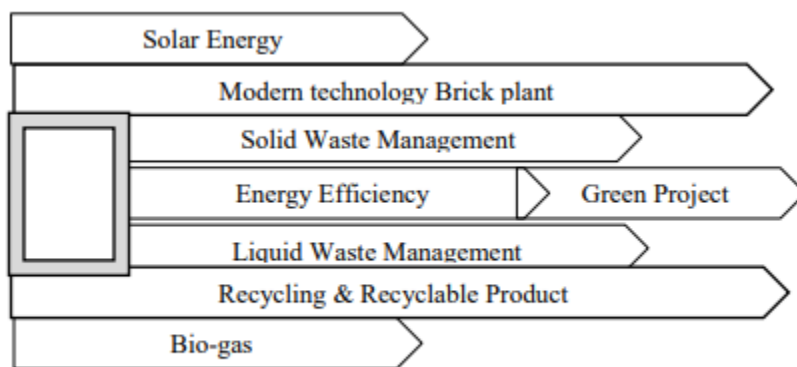 Solar Energy
Modern technology Brick plant
Solid Waste Management
Energy Efficiency
Green Project
Liquid Waste Management
Recycling & Recyclable Product
Bio-gas